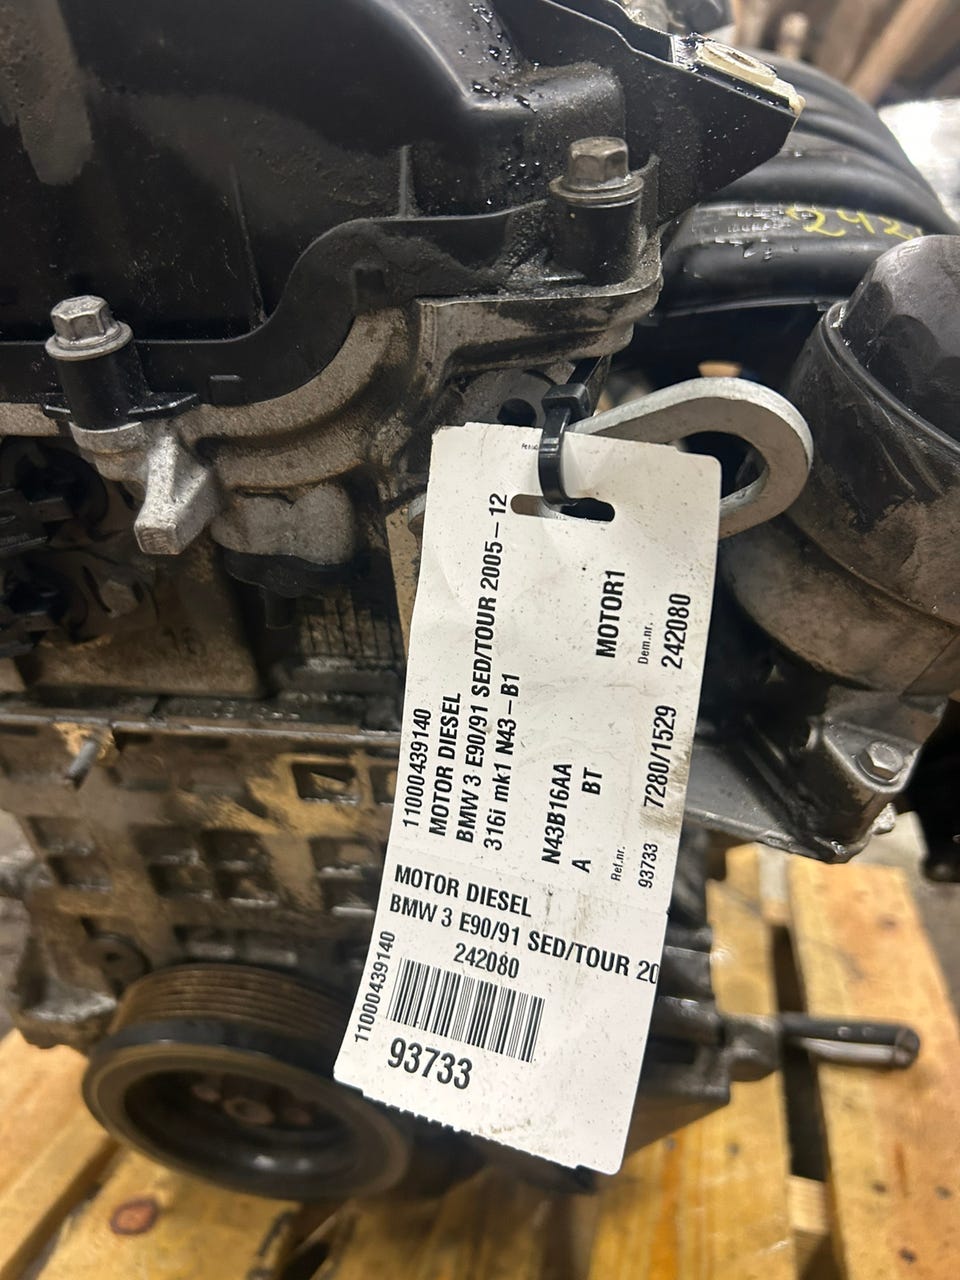 11000439140
MOTOR DIESEL
BMW 3 E90/91 SED/TOUR 2005-12
316i mk1 N43-B1
N43B16AA
A BT
MOTOR1
Ref.nr. Dem.nr.
93733 7280/1529 242080
MOTOR DIESEL
BMW 3 E90/91 SED/TOUR 20
242080
11000439140
93733
242